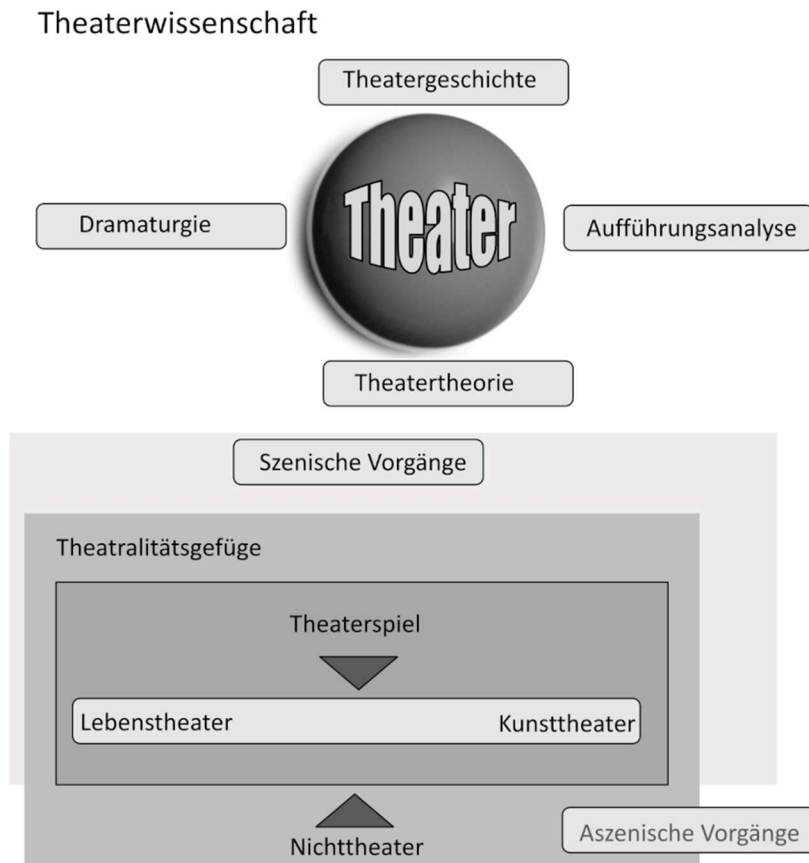 Theaterwissenschaft
Theatergeschichte
Theater
Dramaturgie
Aufführungsanalyse
Theatertheorie
Szenische Vorgänge
Theatralitätsgefüge
Theaterspiel
Lebenstheater
Kunsttheater
Nichttheater
Aszenische Vorgänge